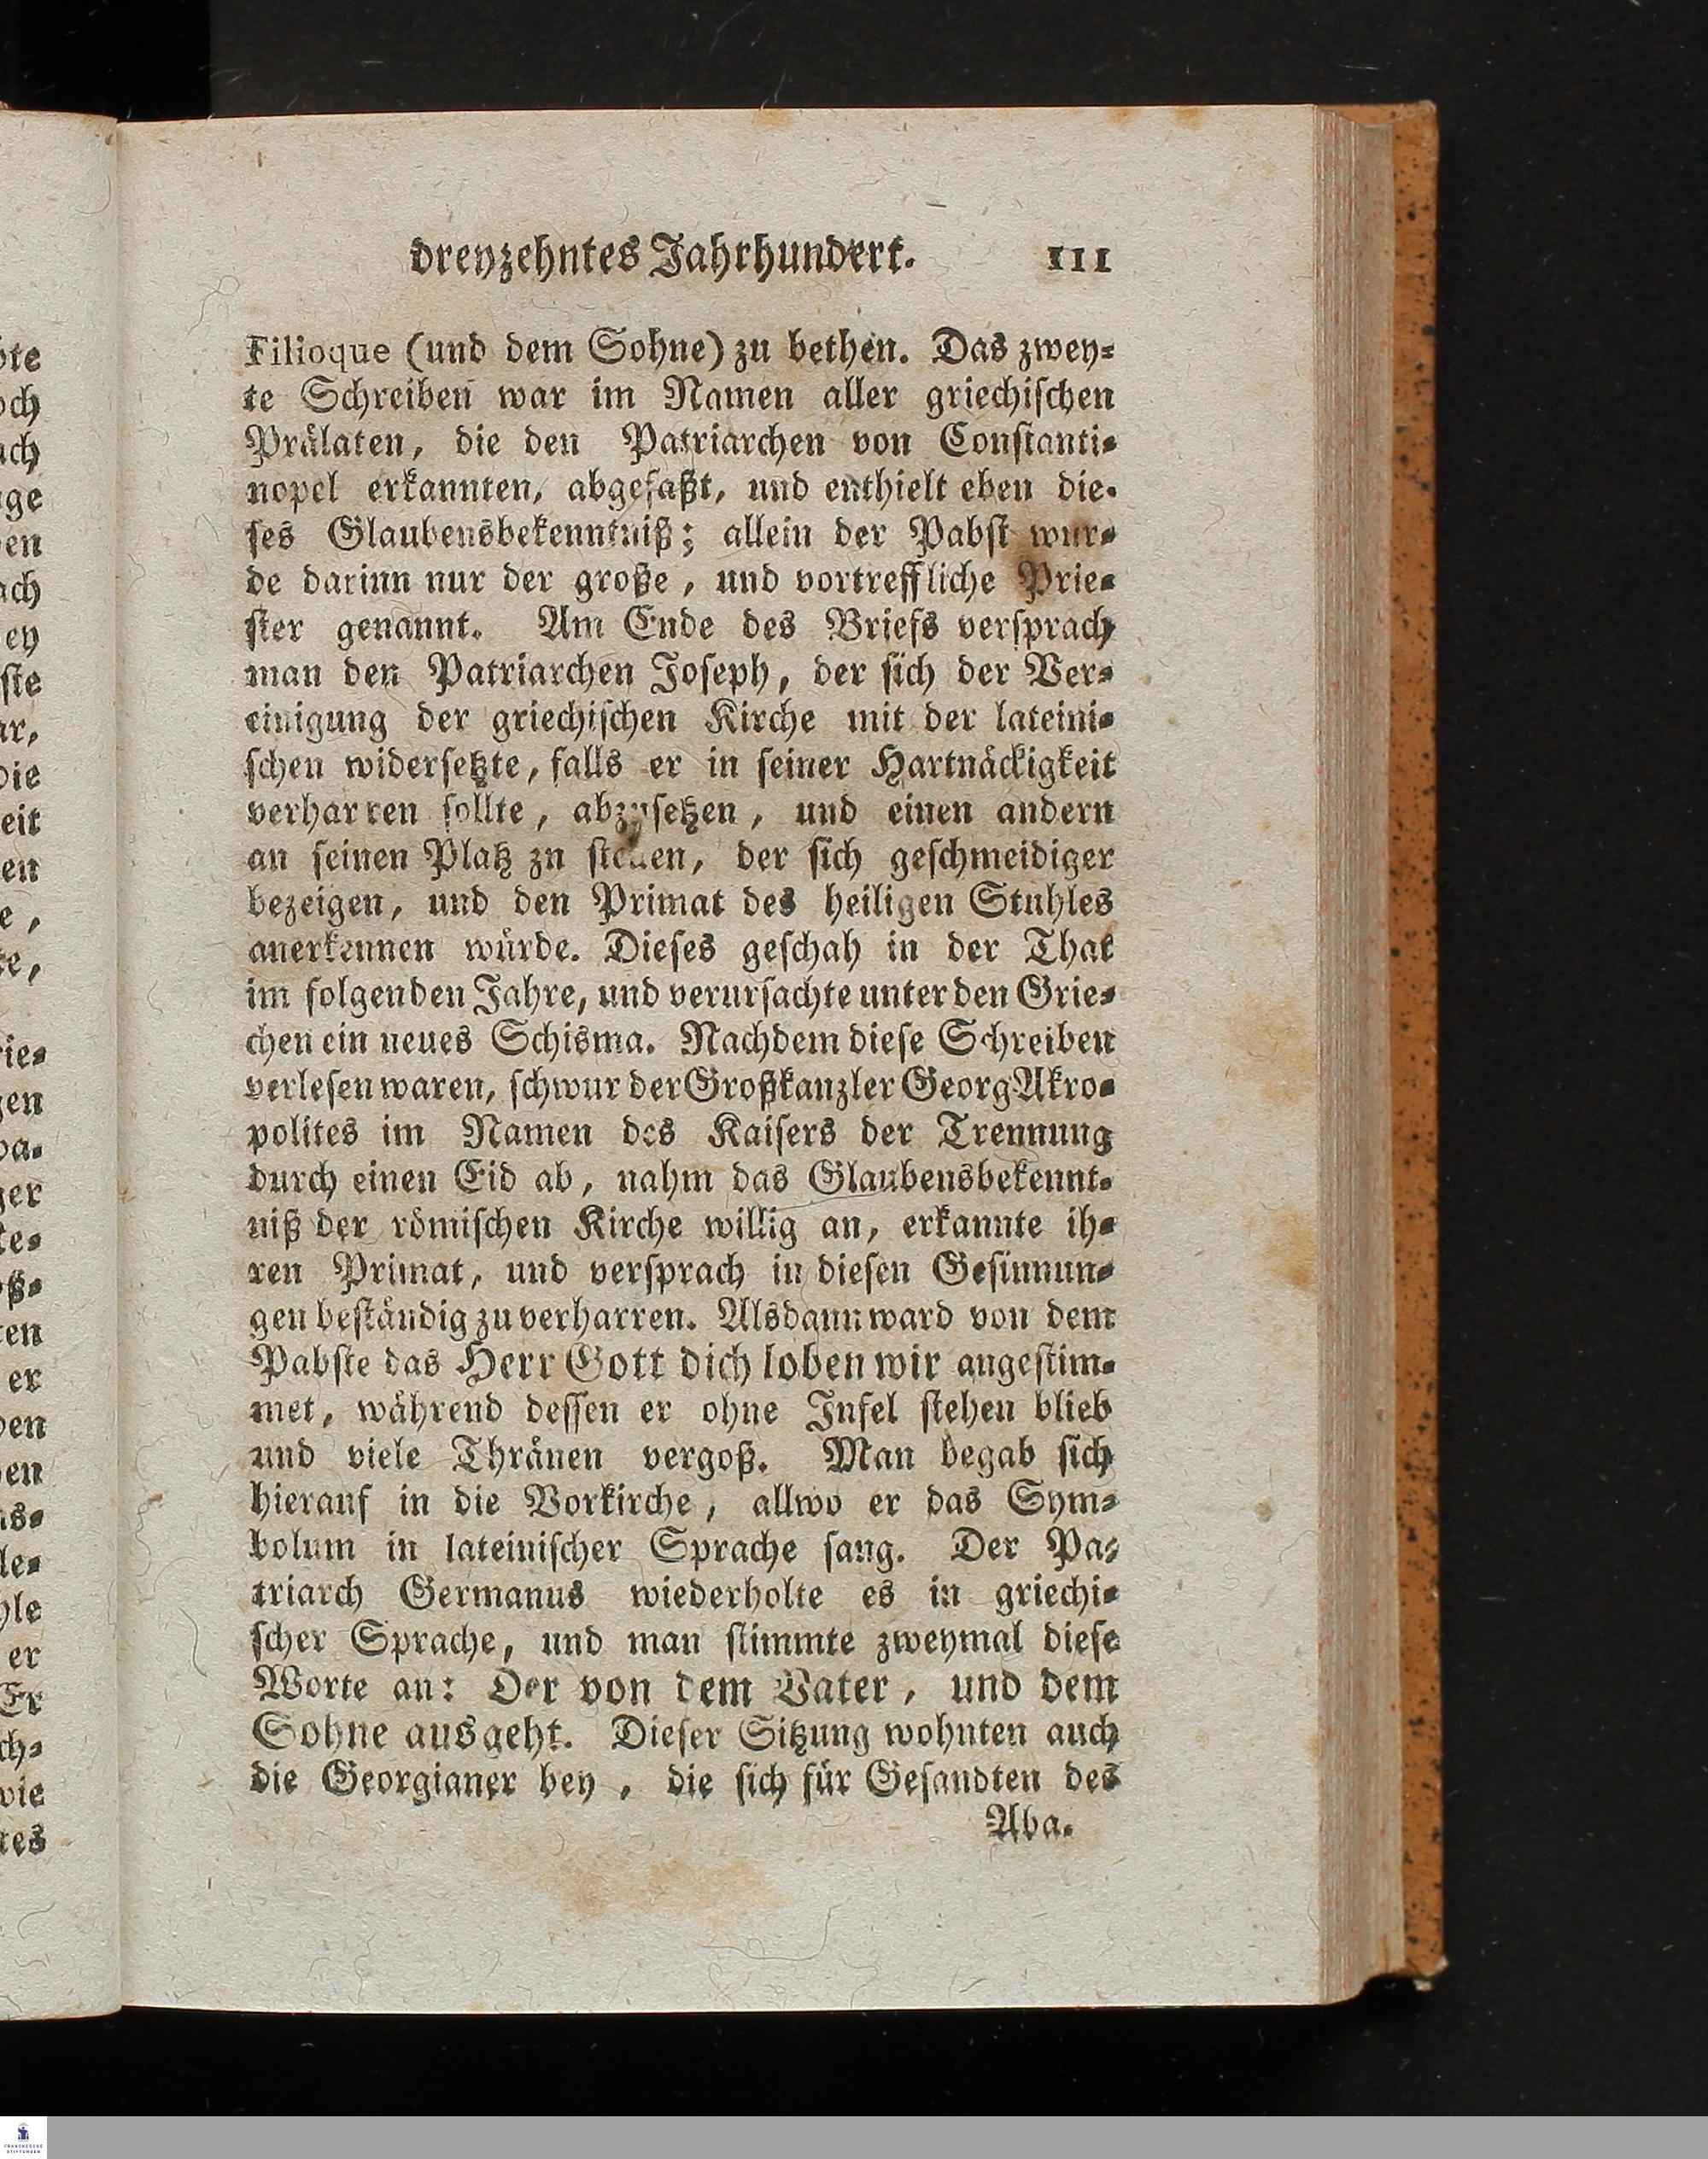 dreyzehntes Jahrhundert. 111
Filioque (und dem Sohne) zu bethen. Das zwey-
te Schreiben war im Namen aller griechischen
Prälaten, die den Patriarchen von Constanti-
nopel erkannten, abgefaßt, und enthielt eben die-
ses Glaubensbekenntniß; allein der Pabst wur-
de darinn nur der große, und vortreffliche Prie-
ster genannt. Am Ende des Briefs versprach
man den Patriarchen Joseph, der sich der Ver-
einigung der griechischen Kirche mit der lateini-
schen widersetzte, falls er in seiner Hartnäckigkeit
verharren sollte, abzusetzen, und einen andern
an seinen Platz zu stellen, der sich geschmeidiger
bezeigen, und den Primat des heiligen Stuhles
anerkennen würde. Dieses geschah in der That
im folgenden Jahre, und verursachte unter den Grie-
chen ein neues Schisma. Nachdem diese Schreiben
verlesen waren, schwur der Großkanzler Georg Akro-
polites im Namen des Kaisers der Trennung
durch einen Eid ab, nahm das Glaubensbekennt-
niß der römischen Kirche willig an, erkannte ih-
ren Primat, und versprach in diesen Gesinnun-
gen beständig zu verharren. Alsdann ward von dem
Pabste das Herr Gott dich loben wir angestim-
met, während dessen er ohne Infel stehen blieb
und viele Thränen vergoß. Man begab sich
hierauf in die Vorkirche, allwo er das Sym-
bolum in lateinischer Sprache sang. Der Pa-
triarch Germanus wiederholte es in griechi-
scher Sprache, und man stimmte zweymal diese
Worte an: Der von dem Vater, und dem
Sohne ausgeht. Dieser Sitzung wohnten auch
die Georgianer bey, die sich für Gesandten des
Aba-
FRANCKESCHE
STIFTUNGEN